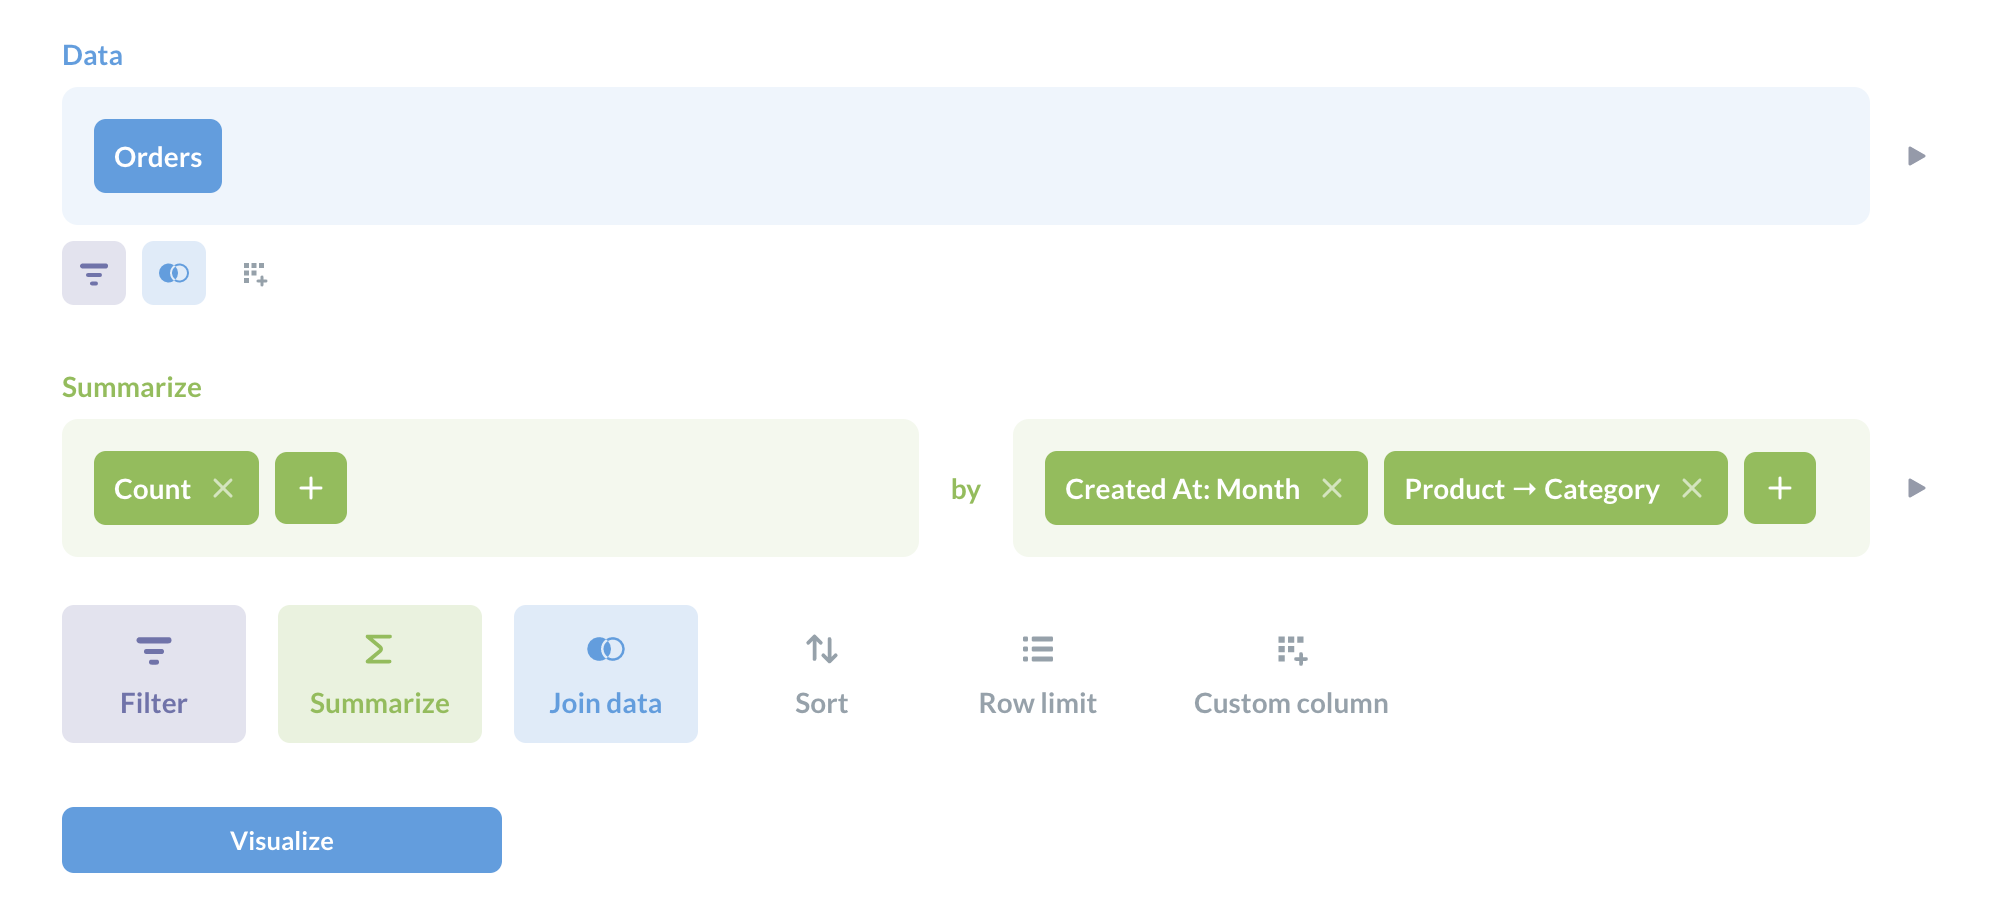 Data
Orders
Summarize
Count
by
Created At: Month
Product → Category
Filter
Summarize
Join data
Sort
Row limit
Custom column
Visualize